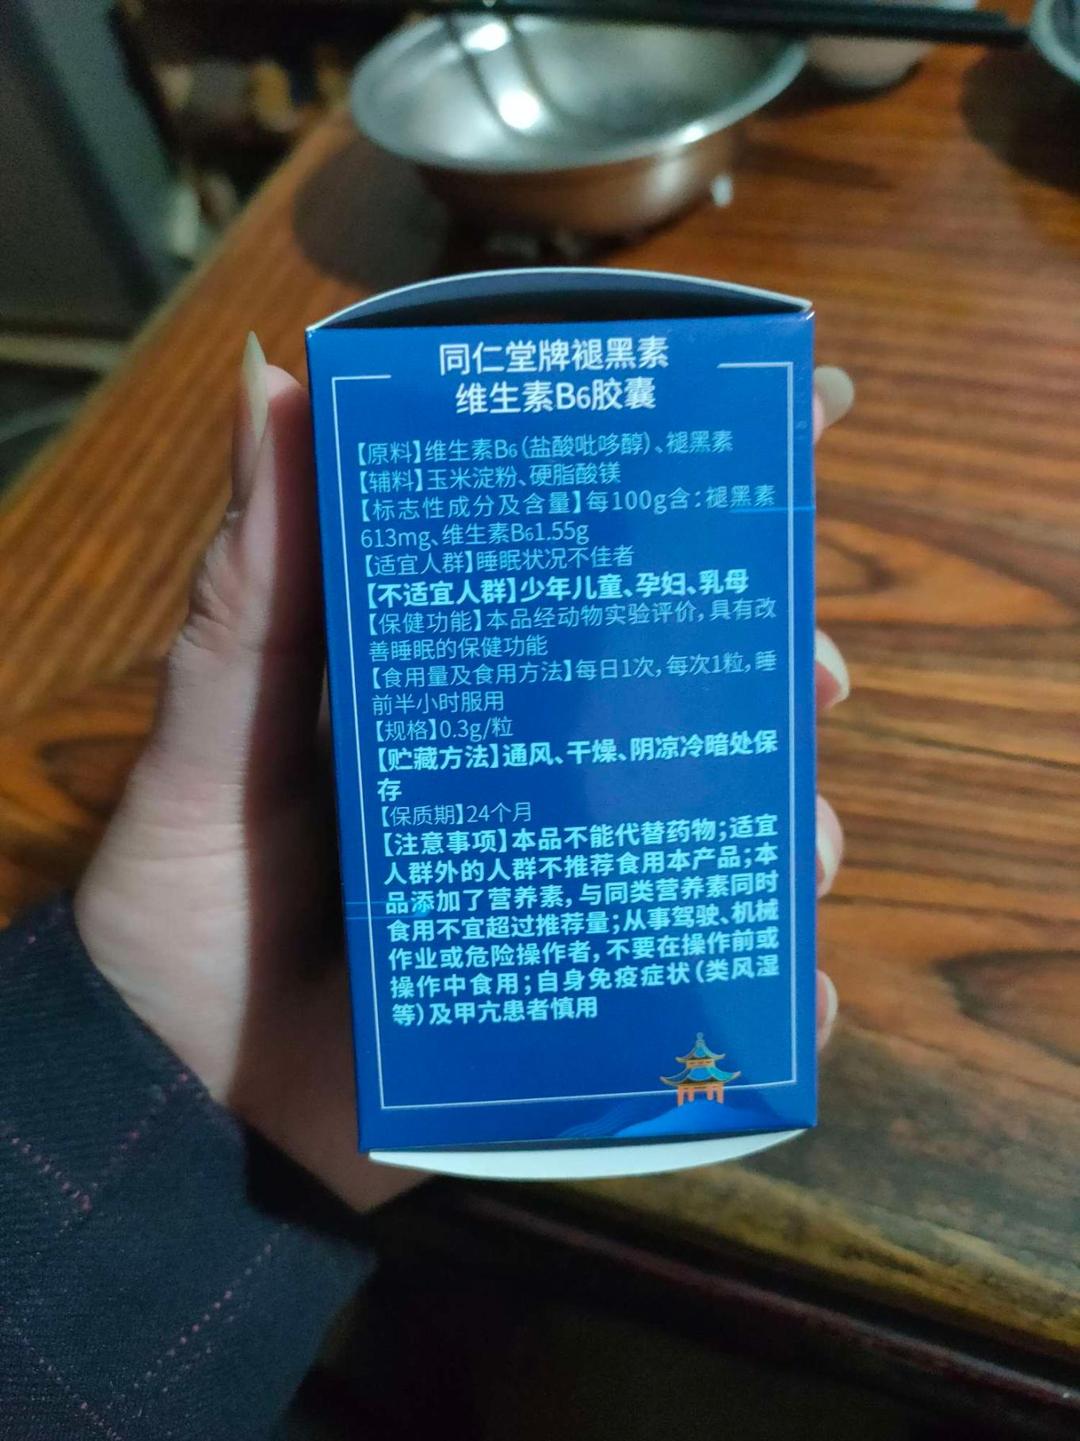 同仁堂牌褪黑素
维生素B6胶囊
【原料】维生素B6(盐酸吡哆醇)、褪黑素
【辅料】玉米淀粉、硬脂酸镁
【标志性成分及含量】每100g含:褪黑素
613mg、维生素B61.55g
【适宜人群】睡眠状况不佳者
【不适宜人群】少年儿童、孕妇、乳母
【保健功能】本品经动物实验评价,具有改
善睡眠的保健功能
【食用量及食用方法】每日1次,每次1粒,睡
前半小时服用
【规格】0.3g/粒
【贮藏方法】通风、干燥、阴凉冷暗处保
存
【保质期】24个月
【注意事项】本品不能代替药物;适宜
人群外的人群不推荐食用本产品;本
品添加了营养素,与同类营养素同时
食用不宜超过推荐量;从事驾驶、机械
作业或危险操作者,不要在操作前或
操作中食用;自身免疫症状(类风湿
等)及甲亢患者慎用